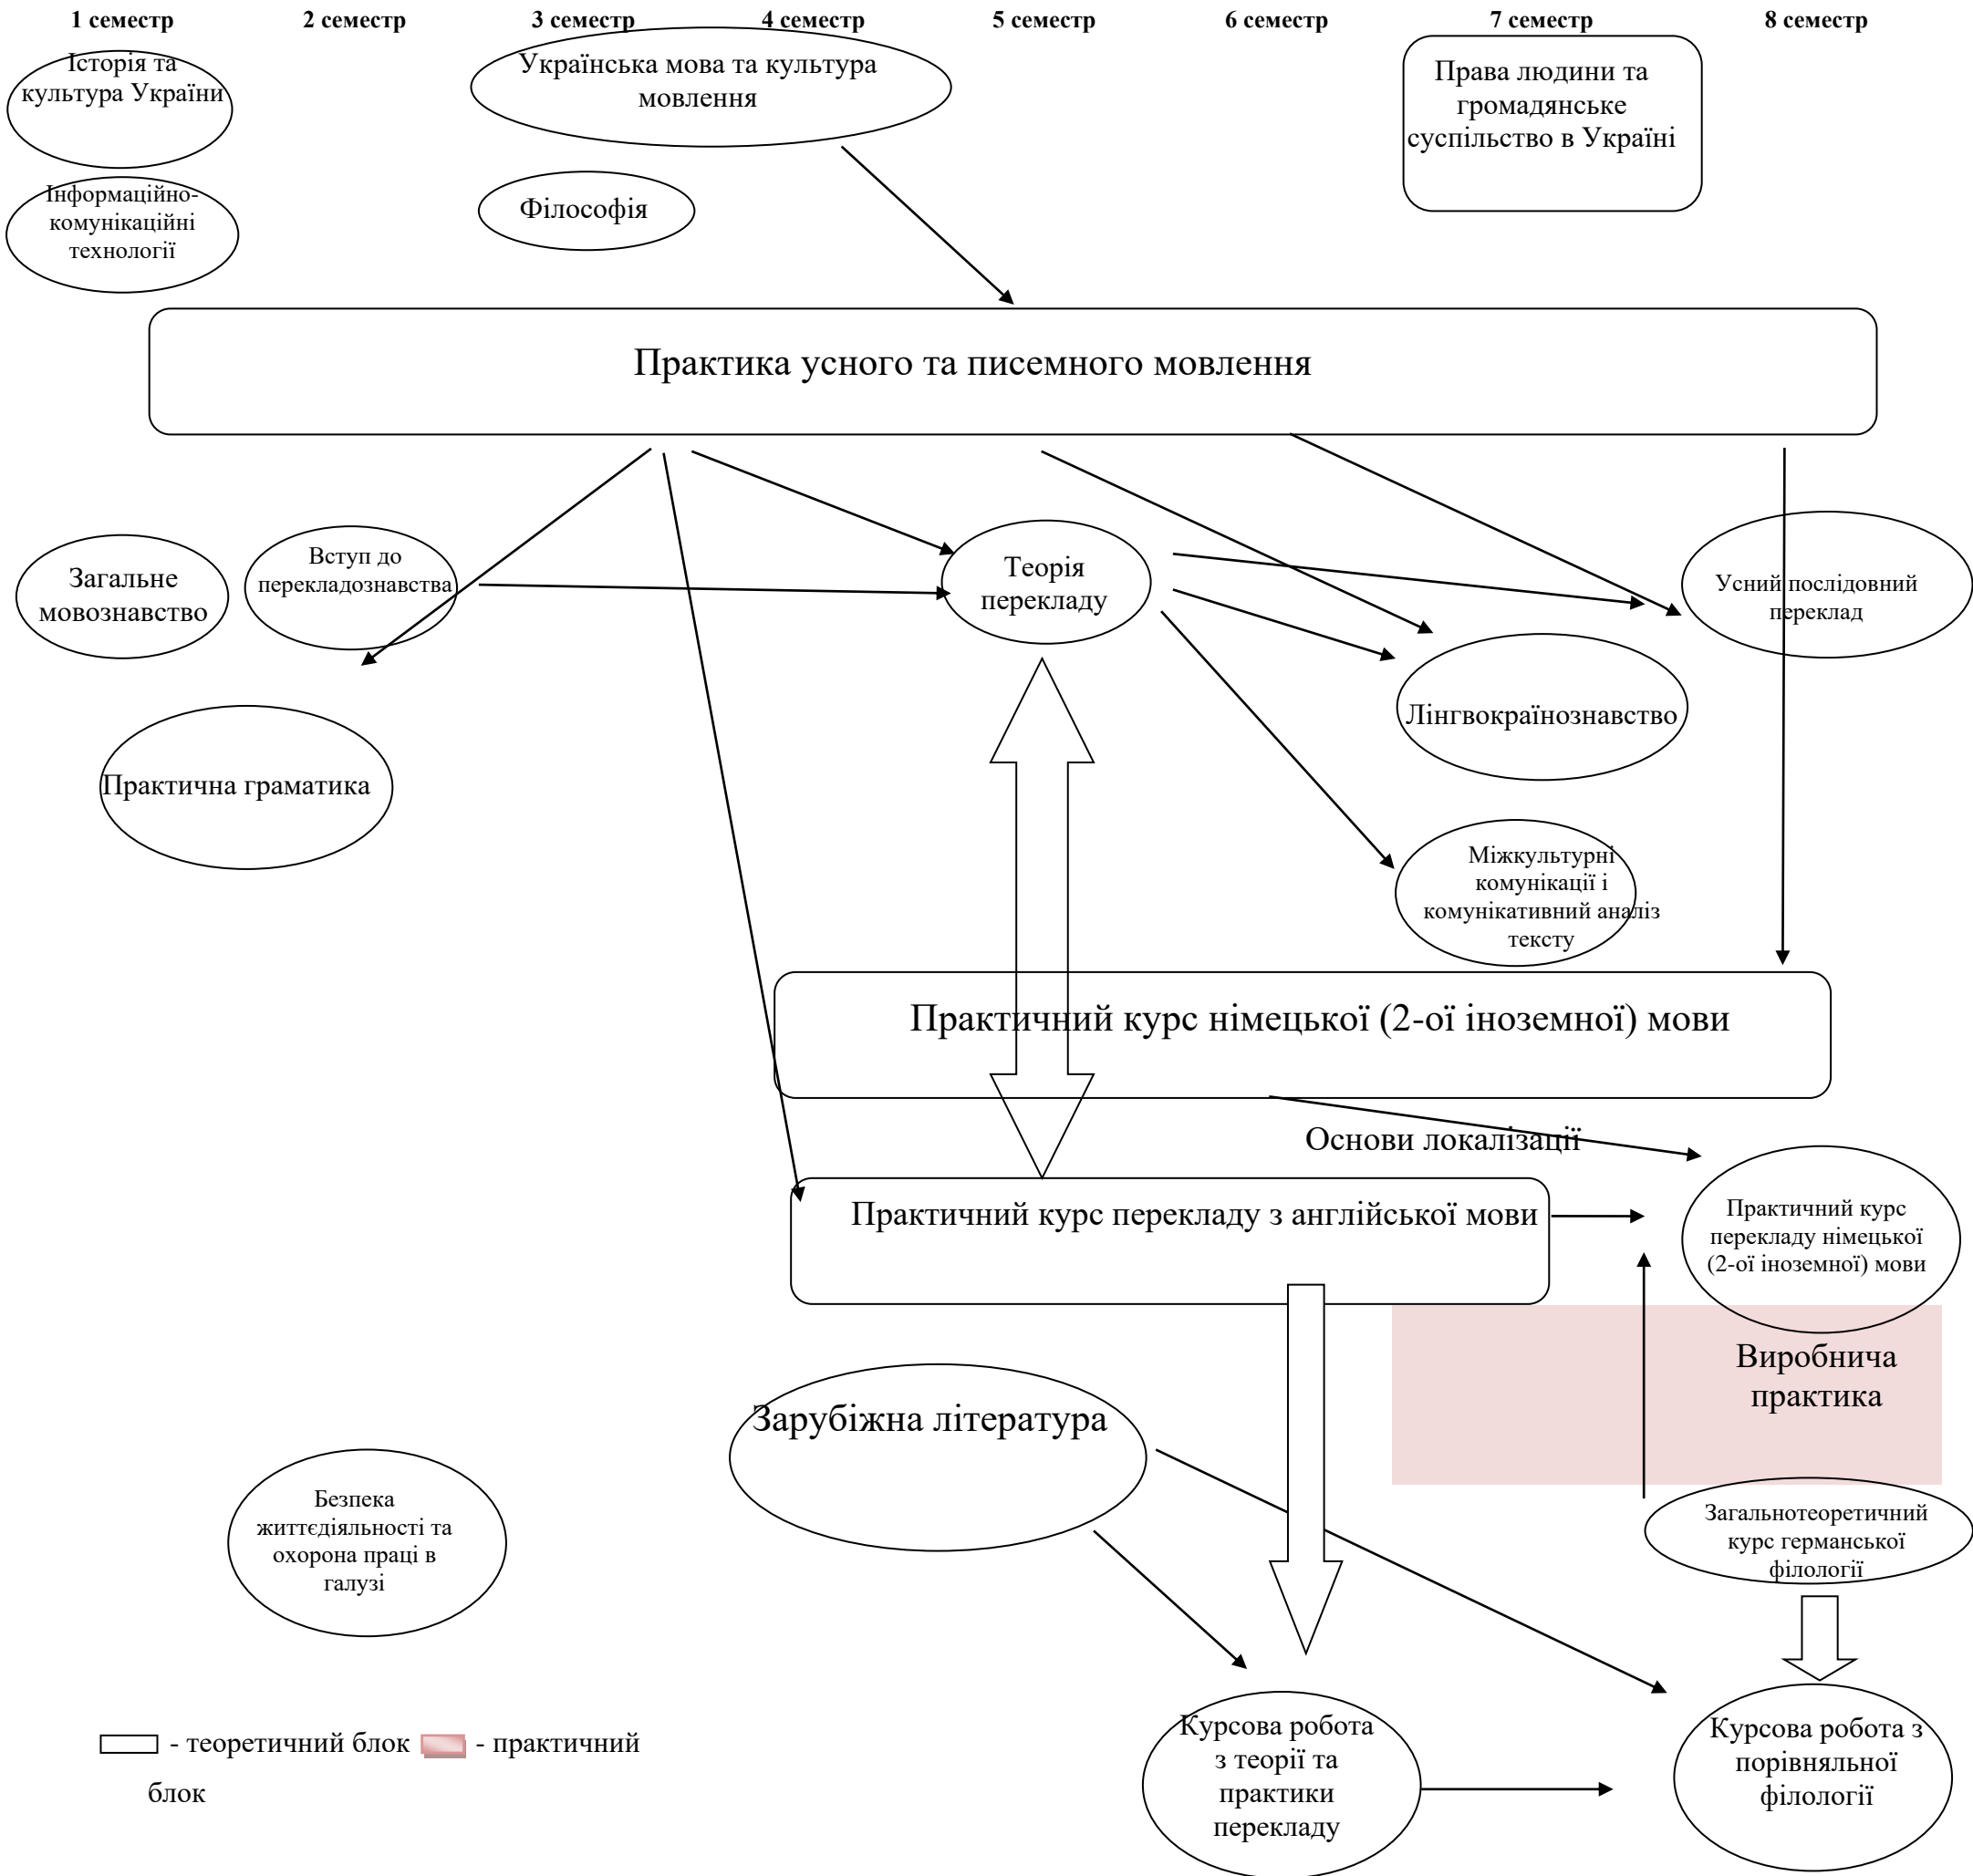 1 семестр 2 семестр 3 семестр 4 семестр 5 семестр 6 семестр 7 семестр 8 семестр
Історія та
культура України
Українська мова та культура
мовлення
Права людини та
громадянське
суспільство в Україні
Інформаційно-
комунікаційні
технології
Філософія
Практика усного та писемного мовлення
Загальне
мовознавство
Вступ до
перекладознавства
Теорія
перекладу
Усний послідовний
переклад
Лінгвокраїнознавство
Практична граматика
Міжкультурні
комунікації і
комунікативний аналіз
тексту
Практичний курс німецької (2-ої іноземної) мови
Основи локалізації
Практичний курс перекладу з англійської мови
Практичний курс
перекладу німецької
(2-ої іноземної) мови
Виробнича
практика
Зарубіжна література
Безпека
життєдіяльності та
охорона праці в
галузі
Загальнотеоретичний
курс германської
філології
Курсова робота
з теорії та
практики
перекладу
Курсова робота з
порівняльної
філології
- теоретичний блок - практичний
блок